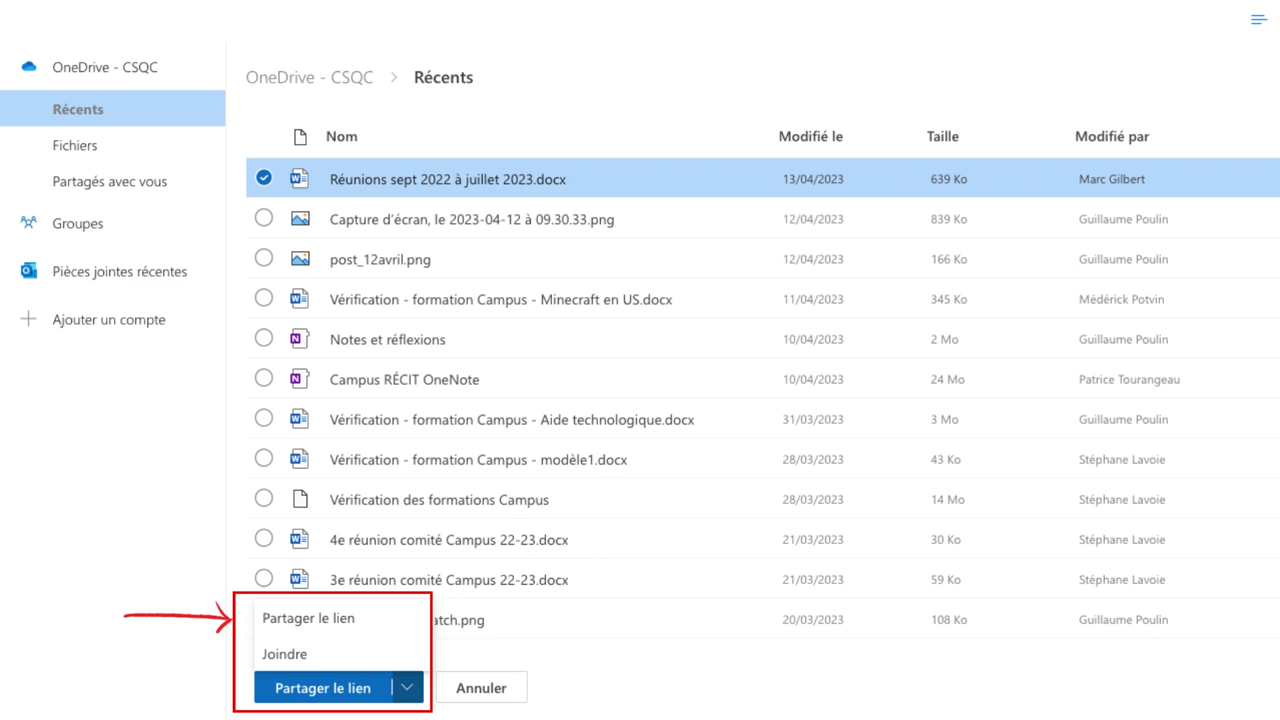 OneDrive - CSQC
Récents
Fichiers
Partagés avec vous
Groupes
Pièces jointes récentes
Ajouter un compte
OneDrive - CSQC > Récents
Nom Modifié le Taille Modifié par
Réunions sept 2022 à juillet 2023.docx 13/04/2023 639 Ko Marc Gilbert
Capture d'écran, le 2023-04-12 à 09.30.33.png 12/04/2023 839 Ko Guillaume Poulin
post_12avril.png 12/04/2023 166 Ko Guillaume Poulin
Vérification - formation Campus - Minecraft en US.docx 11/04/2023 345 Ko Médérick Potvin
Notes et réflexions 10/04/2023 2 Mo Guillaume Poulin
Campus RÉCIT OneNote 10/04/2023 24 Mo Patrice Tourangeau
Vérification - formation Campus - Aide technologique.docx 31/03/2023 3 Mo Guillaume Poulin
Vérification - formation Campus - modèle1.docx 28/03/2023 43 Ko Stéphane Lavoie
Vérification des formations Campus 28/03/2023 14 Mo Stéphane Lavoie
4e réunion comité Campus 22-23.docx 21/03/2023 30 Ko Stéphane Lavoie
3e réunion comité Campus 22-23.docx 21/03/2023 59 Ko Stéphane Lavoie
atch.png 20/03/2023 108 Ko Guillaume Poulin
Partager le lien
Joindre
Partager le lien
Annuler